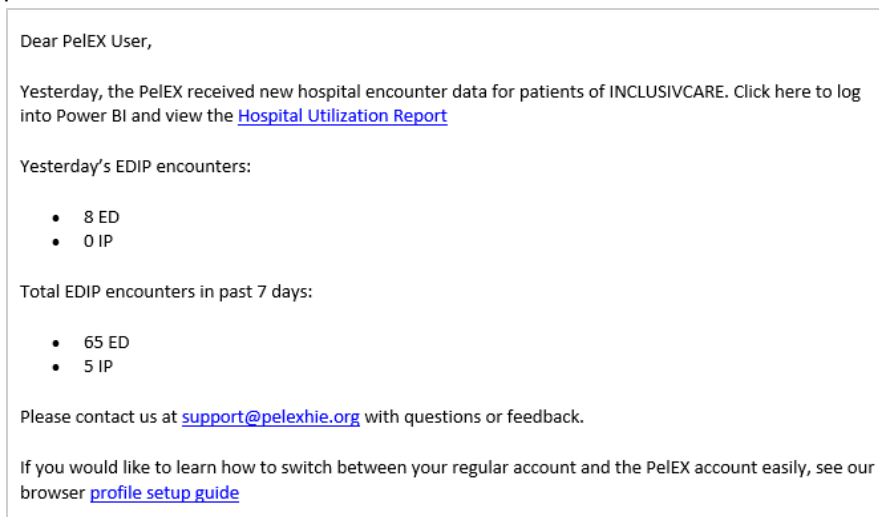 Dear PelEX User,
Yesterday, the PelEX received new hospital encounter data for patients of INCLUSIVCARE. Click here to log
into Power BI and view the Hospital Utilization Report
Yesterday’s EDIP encounters:
• 8 ED
• 0 IP
Total EDIP encounters in past 7 days:
• 65 ED
• 5 IP
Please contact us at support@pelexhie.org with questions or feedback.
If you would like to learn how to switch between your regular account and the PelEX account easily, see our
browser profile setup guide